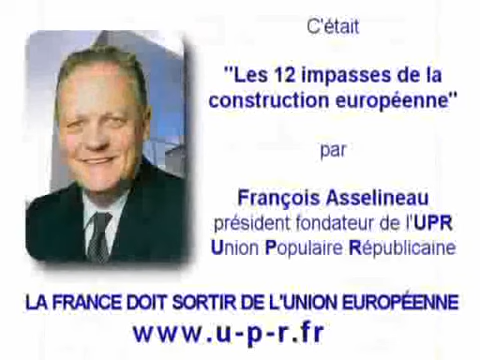 C'était
"Les 12 impasses de la
construction européenne"
par
François Asselineau
président fondateur de l'UPR
Union Populaire Républicaine
LA FRANCE DOIT SORTIR DE L'UNION EUROPÉENNE
www.u-p-r.fr